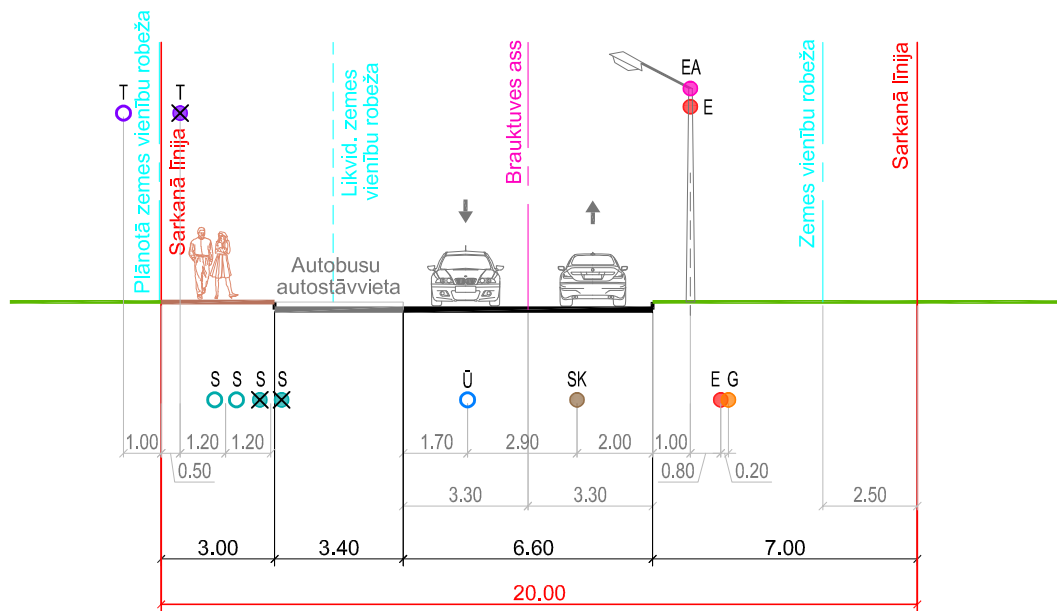 Plānotā zemes vienību robeža
Sarkanā līnija
Likvid. zemes
vienību robeža
Brauktuves ass
Zemes vienību robeža
Sarkanā līnija
T
T
EA
E
Autobusu
autostāvvieta
S
S
S
S
Ū
SK
E
G
1.00
1.20
1.20
1.70
2.90
2.00
1.00
0.50
0.80
0.20
3.30
3.30
2.50
3.00
3.40
6.60
7.00
20.00